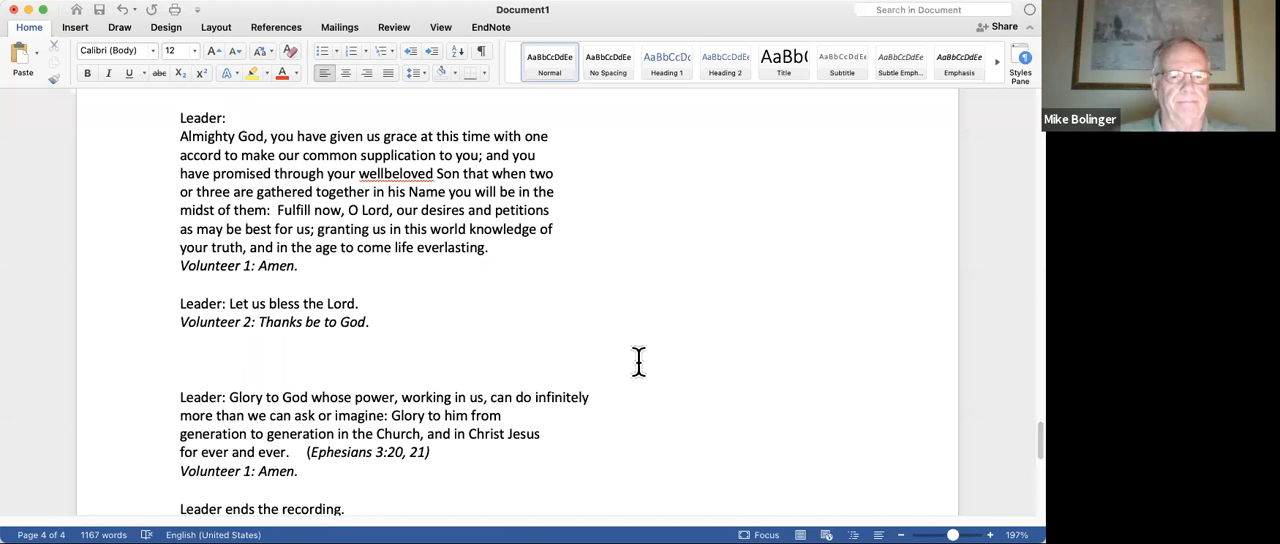 Document1
Search in Document
Home Insert Draw Design Layout References Mailings Review View EndNote
Share
Calibri (Body) 12
Paste
AaBbCcDdEe AaBbCcDdEe AaBbCcDc AaBbCcDdEe AaBb( AaBbCcDdEe AaBbCcDdEe AaBbCcDdEe
Normal No Spacing Heading 1 Heading 2 Title Subtitle Subtle Emph... Emphasis
Styles Pane
Mike Bolinger
Leader:
Almighty God, you have given us grace at this time with one
accord to make our common supplication to you; and you
have promised through your wellbeloved Son that when two
or three are gathered together in his Name you will be in the
midst of them:  Fulfill now, O Lord, our desires and petitions
as may be best for us; granting us in this world knowledge of
your truth, and in the age to come life everlasting.
Volunteer 1: Amen.
Leader: Let us bless the Lord.
Volunteer 2: Thanks be to God.
Leader: Glory to God whose power, working in us, can do infinitely
more than we can ask or imagine: Glory to him from
generation to generation in the Church, and in Christ Jesus
for ever and ever.    (Ephesians 3:20, 21)
Volunteer 1: Amen.
Leader ends the recording.
Page 4 of 4 1167 words English (United States) Focus 197%